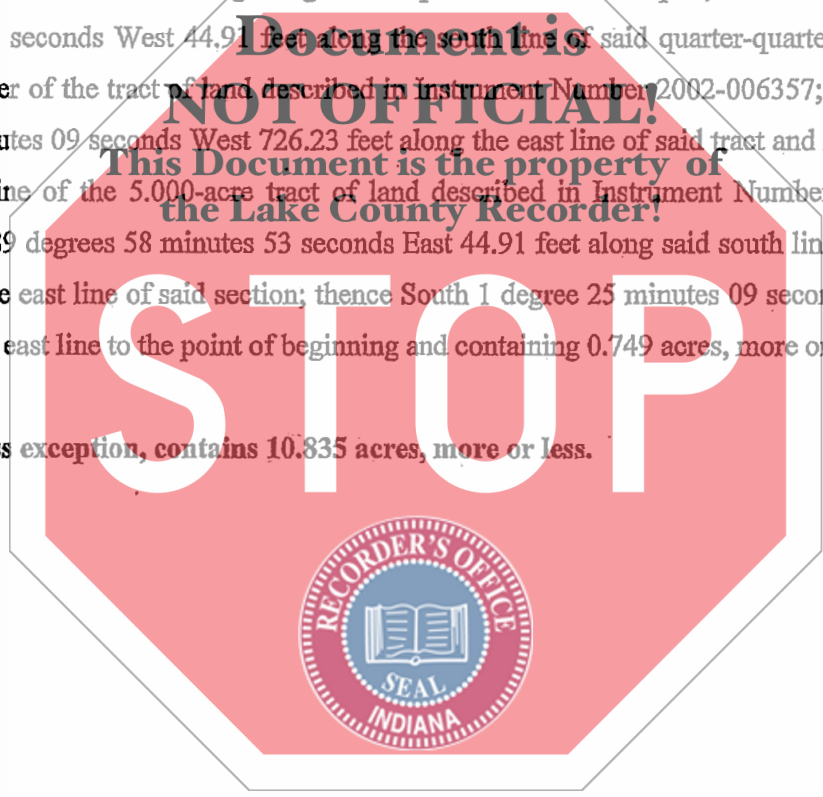 Document is
NOT OFFICIAL!
This Document is the property of
the Lake County Recorder!
STOP
RECORDER'S OFFICE
SEAL
INDIANA
seconds West 44.91 feet along the south line of said quarter-quarte
er of the tract of land described in Instrument Number 2002-006357;
utes 09 seconds West 726.23 feet along the east line of said tract and
ine of the 5.000-acre tract of land described in Instrument Number
39 degrees 58 minutes 53 seconds East 44.91 feet along said south lin
e east line of said section; thence South 1 degree 25 minutes 09 secon
east line to the point of beginning and containing 0.749 acres, more or
s exception, contains 10.835 acres, more or less.